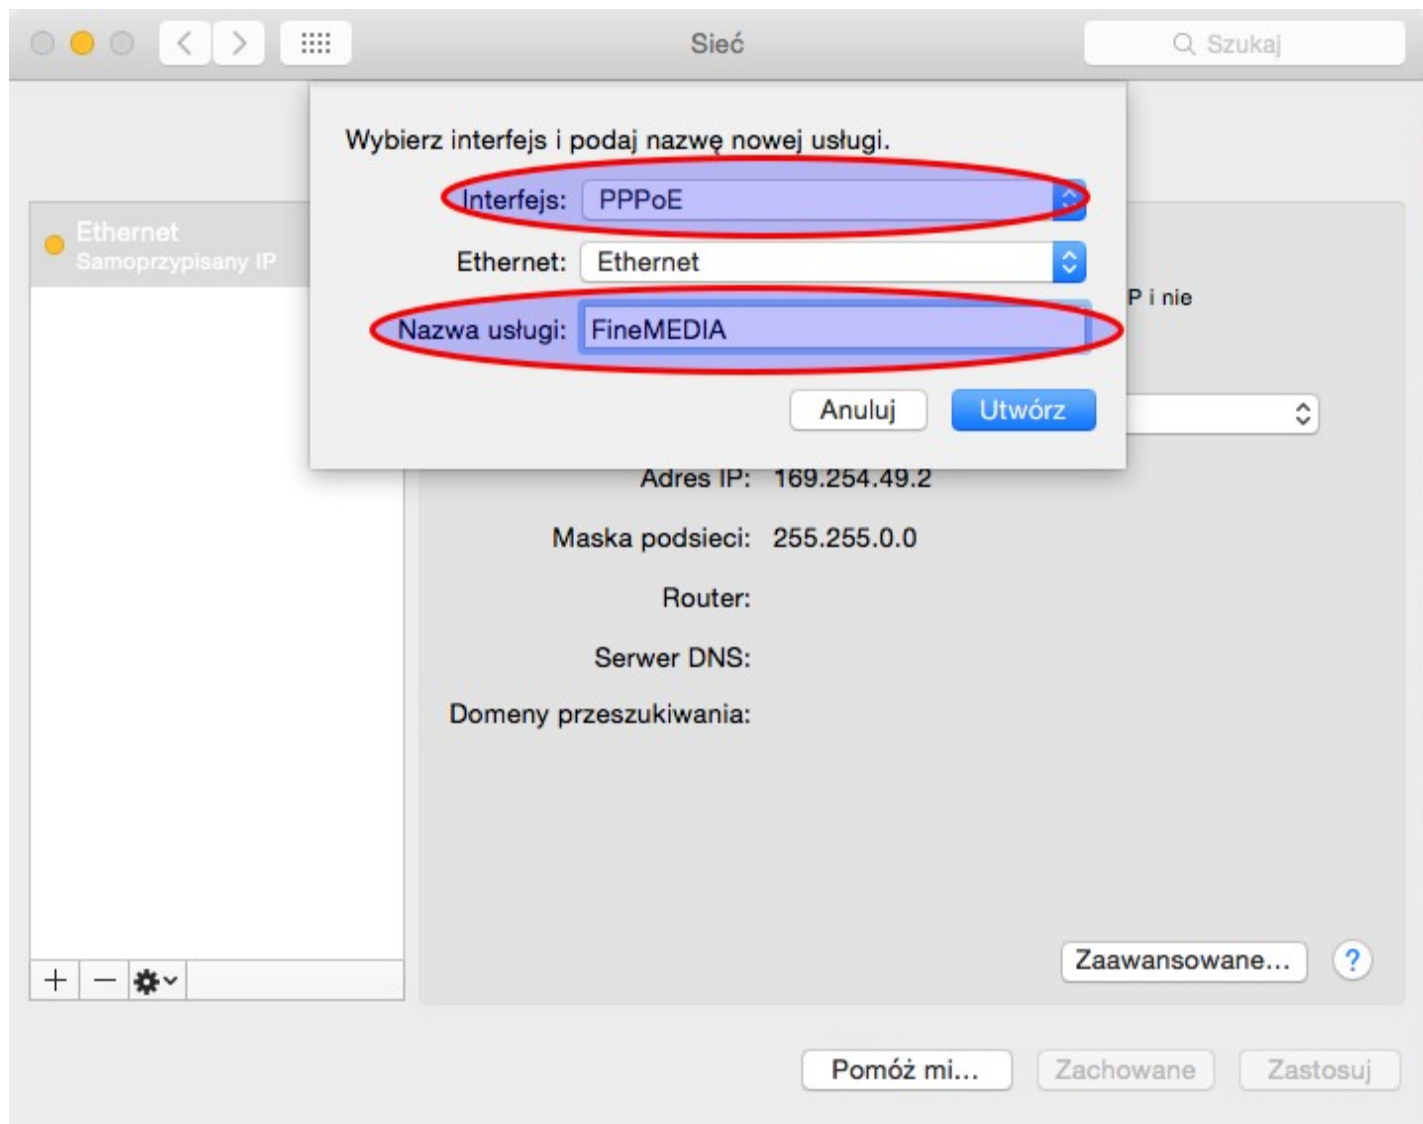 Sieć
Szukaj
Wybierz interfejs i podaj nazwę nowej usługi.
Interfejs: PPPoE
Ethernet: Ethernet
Nazwa usługi: FineMEDIA
Anuluj Utwórz
Ethernet
Samoprzypisany IP
P i nie
Adres IP: 169.254.49.2
Maska podsieci: 255.255.0.0
Router:
Serwer DNS:
Domeny przeszukiwania:
Zaawansowane... ?
Pomóż mi... Zachowane Zastosuj